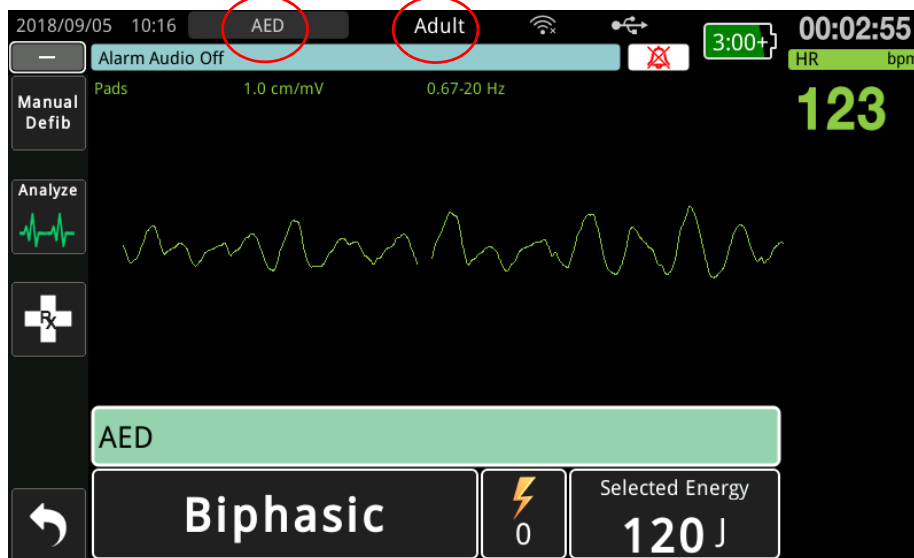 2018/09/05 10:16 AED Adult 3:00+ 00:02:55
Alarm Audio Off HR bpm
Pads 1.0 cm/mV 0.67-20 Hz 123
Manual
Defib
Analyze
Rx
AED
Biphasic 0 Selected Energy
120 J